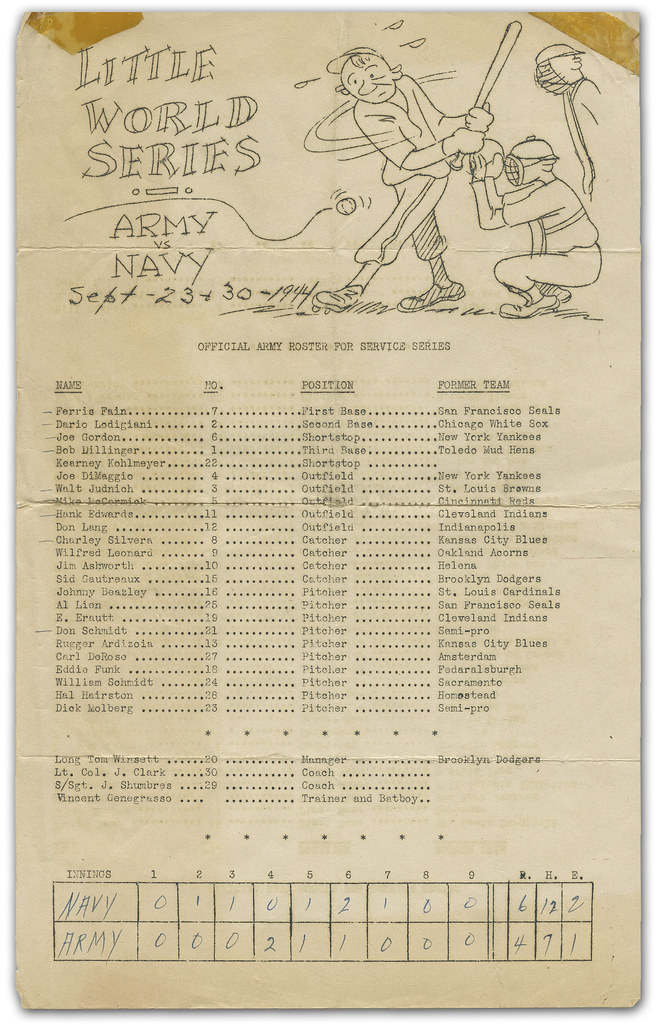 LITTLE
WORLD
SERIES
ARMY
VS
NAVY
Sept - 23 + 30 - 1944
OFFICIAL ARMY ROSTER FOR SERVICE SERIES
NAME NO. POSITION FORMER TEAM
Ferris Fain............7............First Base..........San Francisco Seals
Dario Lodigiani........ 2...........Second Base.........Chicago White Sox
Joe Gordon............. 6...........Shortstop...........New York Yankees
Bob Dillinger.......... 1...........Third Base..........Toledo Mud Hens
Kearney Kohlmeyer......22...........Shortstop ...........
Joe DiMaggio .......... 4 ..........Outfield ...........New York Yankees
Walt Judnich .......... 3 ..........Outfield ...........St. Louis Browns
Mike McCormick ........ 5 ..........Outfield ...........Cincinnati Reds
Hank Edwards...........11 ..........Outfield ...........Cleveland Indians
Don Lang ..............12 ..........Outfield ...........Indianapolis
Charley Silvera ....... 8 ..........Catcher ............Kansas City Blues
Wilfred Leonard ....... 9 ..........Catcher ............Oakland Acorns
Jim Ashworth ..........10 ..........Catcher ............Helena
Sid Gautreaux .........15 ..........Catcher ............Brooklyn Dodgers
Johnny Beazley ........16 ..........Pitcher ............St. Louis Cardinals
Al Lien ...............25 ..........Pitcher ............San Francisco Seals
E. Erautt .............19 ..........Pitcher ............Cleveland Indians
Don Schmidt ...........21 ..........Pitcher ............Semi-pro
Rugger Ardizoia .......13 ..........Pitcher ............Kansas City Blues
Carl DeRose ...........27 ..........Pitcher ............Amsterdam
Eddie Funk ............18 ..........Pitcher ............Federalsburgh
William Schmidt .......24 ..........Pitcher ............Sacramento
Hal Hairston ..........28 ..........Pitcher ............Homestead
Dick Molberg ..........23 ..........Pitcher ............Semi-pro
* * * * * * *
Long Tom Winsett ......20 .......... Manager ............Brooklyn Dodgers
Lt. Col. J. Clark .....30 .......... Coach ..............
S/Sgt. J. Shumbres ....29 .......... Coach ..............
Vincent Genegrasso .... ........... Trainer and Batboy..
* * * * * * *
INNINGS 1 2 3 4 5 6 7 8 9 R. H. E.
NAVY 0 1 1 0 1 2 1 0 0 6 12 2
ARMY 0 0 0 2 1 1 0 0 0 4 7 1